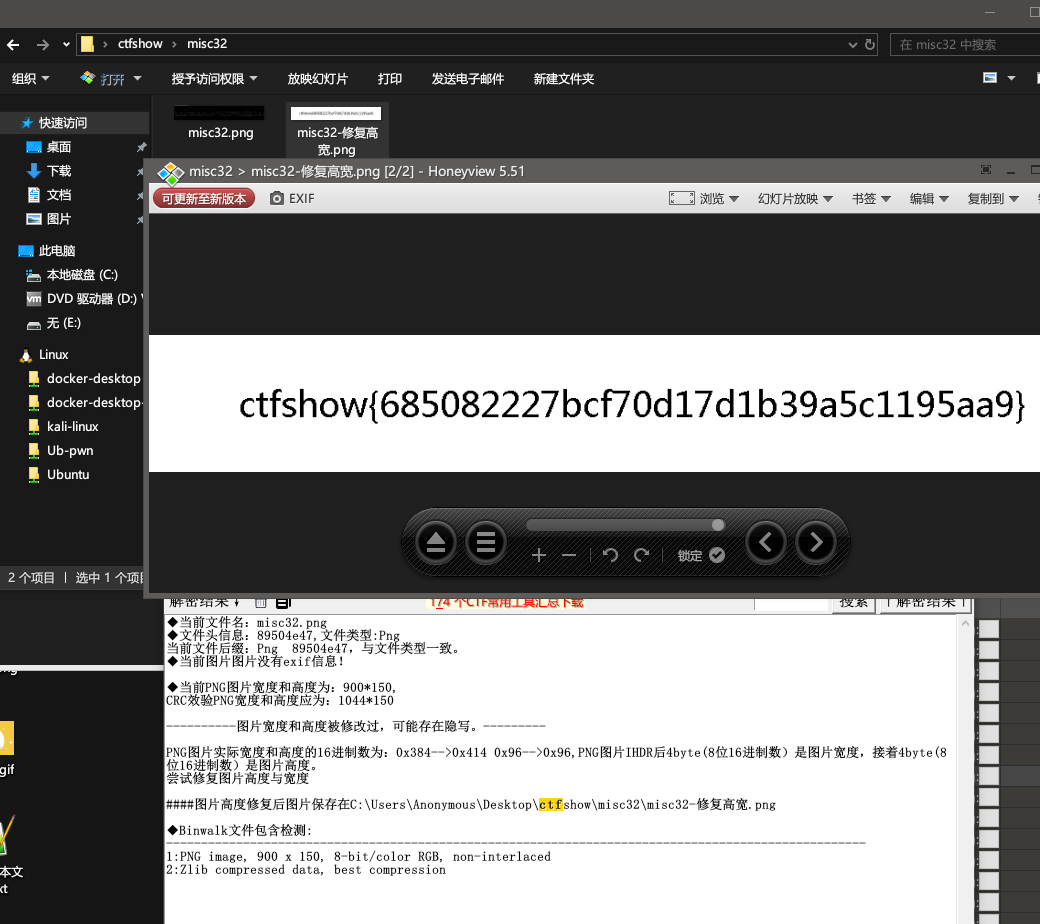 ctfshow › misc32
在 misc32 中搜索
组织 打开 授予访问权限 放映幻灯片 打印 发送电子邮件 新建文件夹
快速访问
桌面
下载
文档
图片
此电脑
本地磁盘 (C:)
DVD 驱动器 (D:) V
无 (E:)
Linux
docker-desktop
docker-desktop-
kali-linux
Ub-pwn
Ubuntu
2 个项目 选中 1 个项目
misc32.png
misc32-修复高
宽.png
misc32 > misc32-修复高宽.png [2/2] - Honeyview 5.51
可更新至新版本 EXIF 浏览 幻灯片放映 书签 编辑 复制到
ctfshow{685082227bcf70d17d1b39a5c1195aa9}
锁定
解密结果 174 个CTF常用工具汇总下载 搜索 ↑解密结果↑
◆当前文件名: misc32.png
◆文件头信息: 89504e47,文件类型:Png
当前文件后缀: Png 89504e47, 与文件类型一致。
◆当前图片图片没有exif信息!
◆当前PNG图片宽度和高度为: 900*150,
CRC效验PNG宽度和高度应为: 1044*150
----------图片宽度和高度被修改过，可能存在隐写。---------
PNG图片实际宽度和高度的16进制数为: 0x384-->0x414 0x96-->0x96,PNG图片IHDR后4byte(8位16进制数）是图片宽度，接着4byte(8
位16进制数）是图片高度。
尝试修复图片高度与宽度
####图片高度修复后图片保存在C:\Users\Anonymous\Desktop\ctfshow\misc32\misc32-修复高宽.png
◆Binwalk文件包含检测:
----------------------------------------------------------------------------------------------------
1:PNG image, 900 x 150, 8-bit/color RGB, non-interlaced
2:Zlib compressed data, best compression
gif
本文
xt